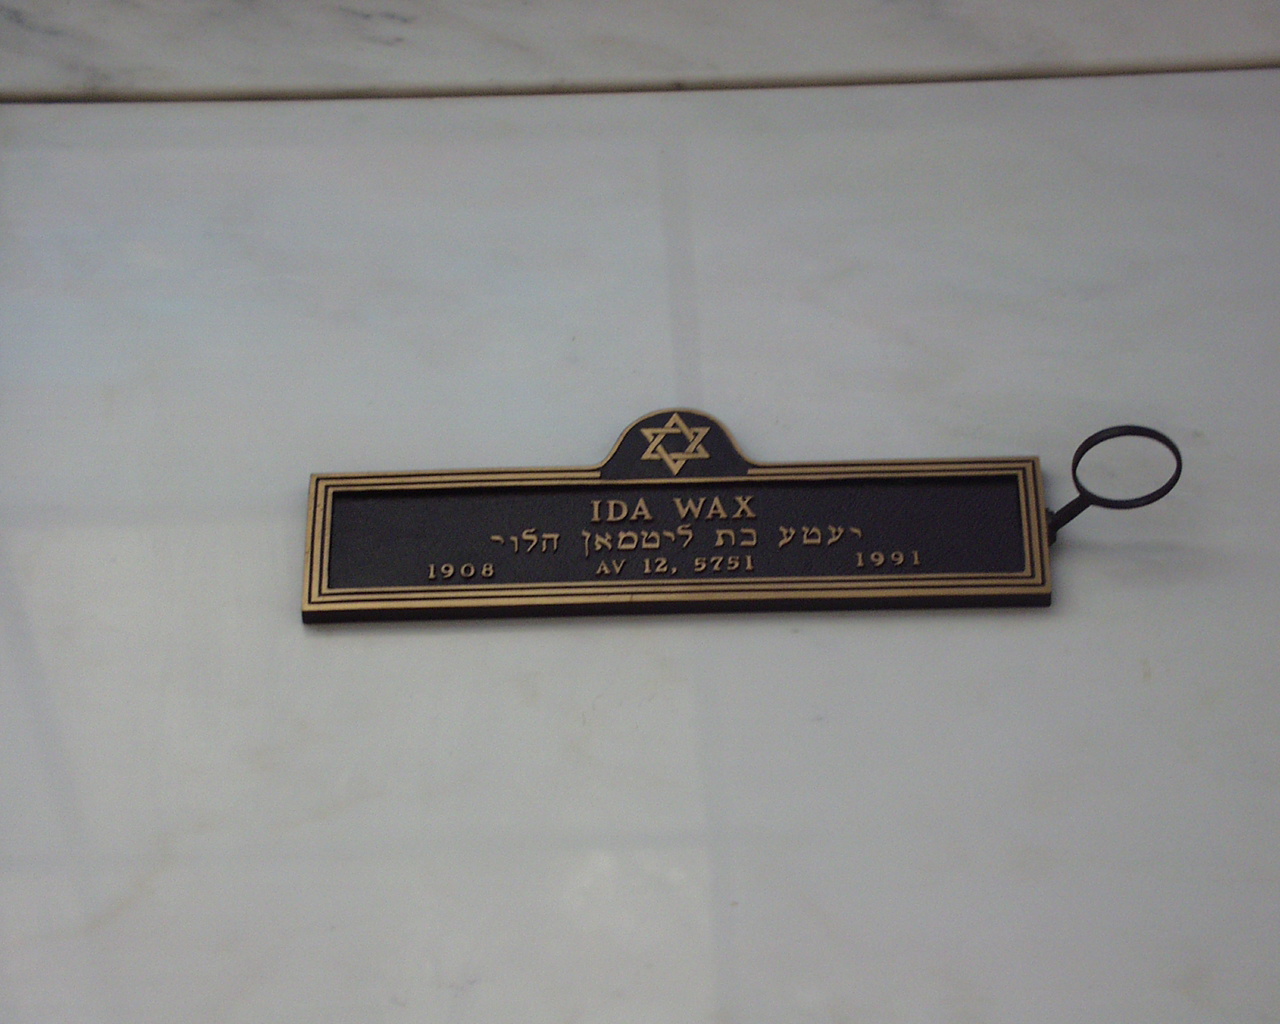 IDA WAX
יעטע בת ליטמאן הלוי
1908 AV 12, 5751 1991